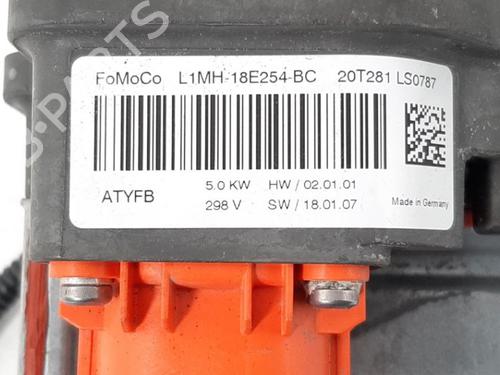 FoMoCo L1MH-18E254-BC 20T281 LS0787
ATYFB 5.0 KW HW / 02.01.01
298 V SW / 18.01.07
Made in Germany
PARTS